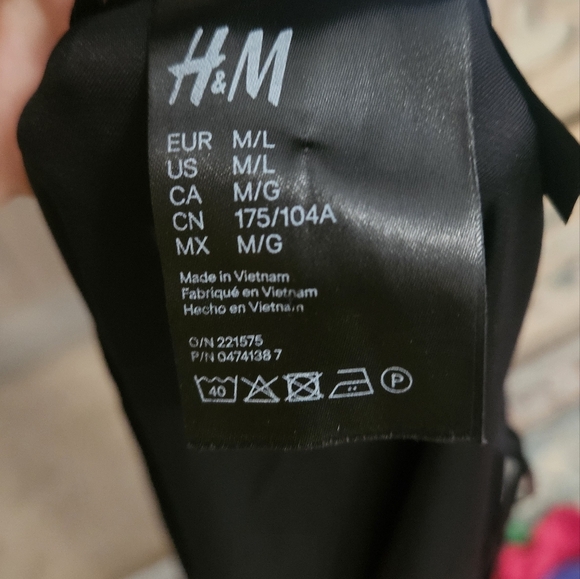 H&M
EUR M/L
US M/L
CA M/G
CN 175/104A
MX M/G
Made in Vietnam
Fabriqué en Vietnam
Hecho en Vietnam
O/N 221575
P/N 0474138 7
40
P